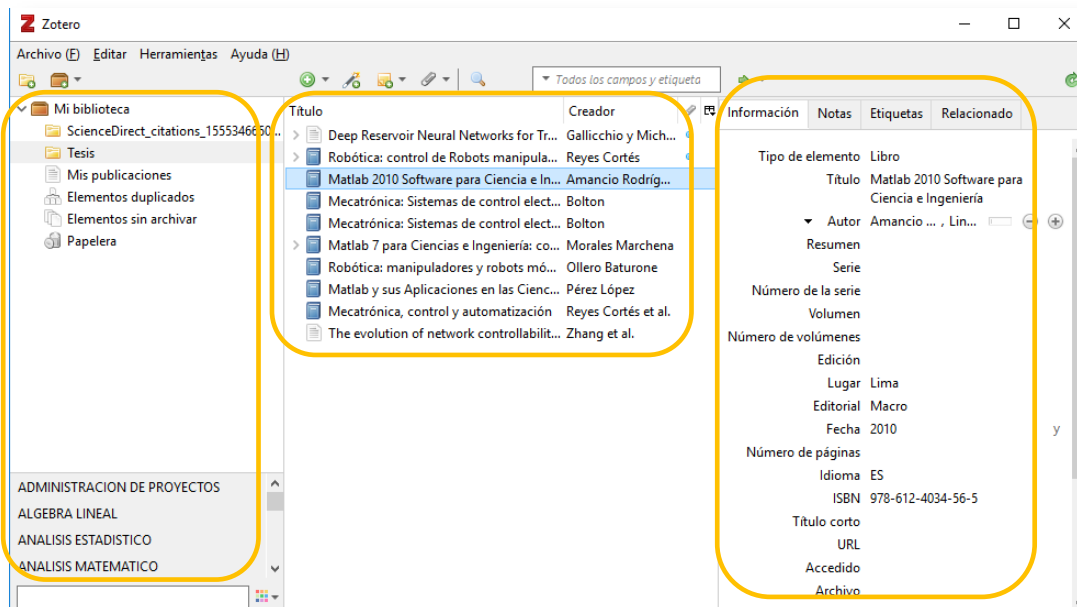 Zotero
Archivo (F) Editar Herramientas Ayuda (H)
Todos los campos y etiqueta
Mi biblioteca
ScienceDirect_citations_1555346650...
Tesis
Mis publicaciones
Elementos duplicados
Elementos sin archivar
Papelera
ADMINISTRACION DE PROYECTOS
ALGEBRA LINEAL
ANALISIS ESTADISTICO
ANALISIS MATEMATICO
Título Creador
Deep Reservoir Neural Networks for Tr... Gallicchio y Mich...
Robótica: control de Robots manipula... Reyes Cortés
Matlab 2010 Software para Ciencia e In... Amancio Rodríg...
Mecatrónica: Sistemas de control elect... Bolton
Mecatrónica: Sistemas de control elect... Bolton
Matlab 7 para Ciencias e Ingeniería: co... Morales Marchena
Robótica: manipuladores y robots mó... Ollero Baturone
Matlab y sus Aplicaciones en las Cienc... Pérez López
Mecatrónica, control y automatización Reyes Cortés et al.
The evolution of network controllabilit... Zhang et al.
Información Notas Etiquetas Relacionado
Tipo de elemento Libro
Título Matlab 2010 Software para
Ciencia e Ingeniería
Autor Amancio ... , Lin...
Resumen
Serie
Número de la serie
Volumen
Número de volúmenes
Edición
Lugar Lima
Editorial Macro
Fecha 2010 y
Número de páginas
Idioma ES
ISBN 978-612-4034-56-5
Título corto
URL
Accedido
Archivo